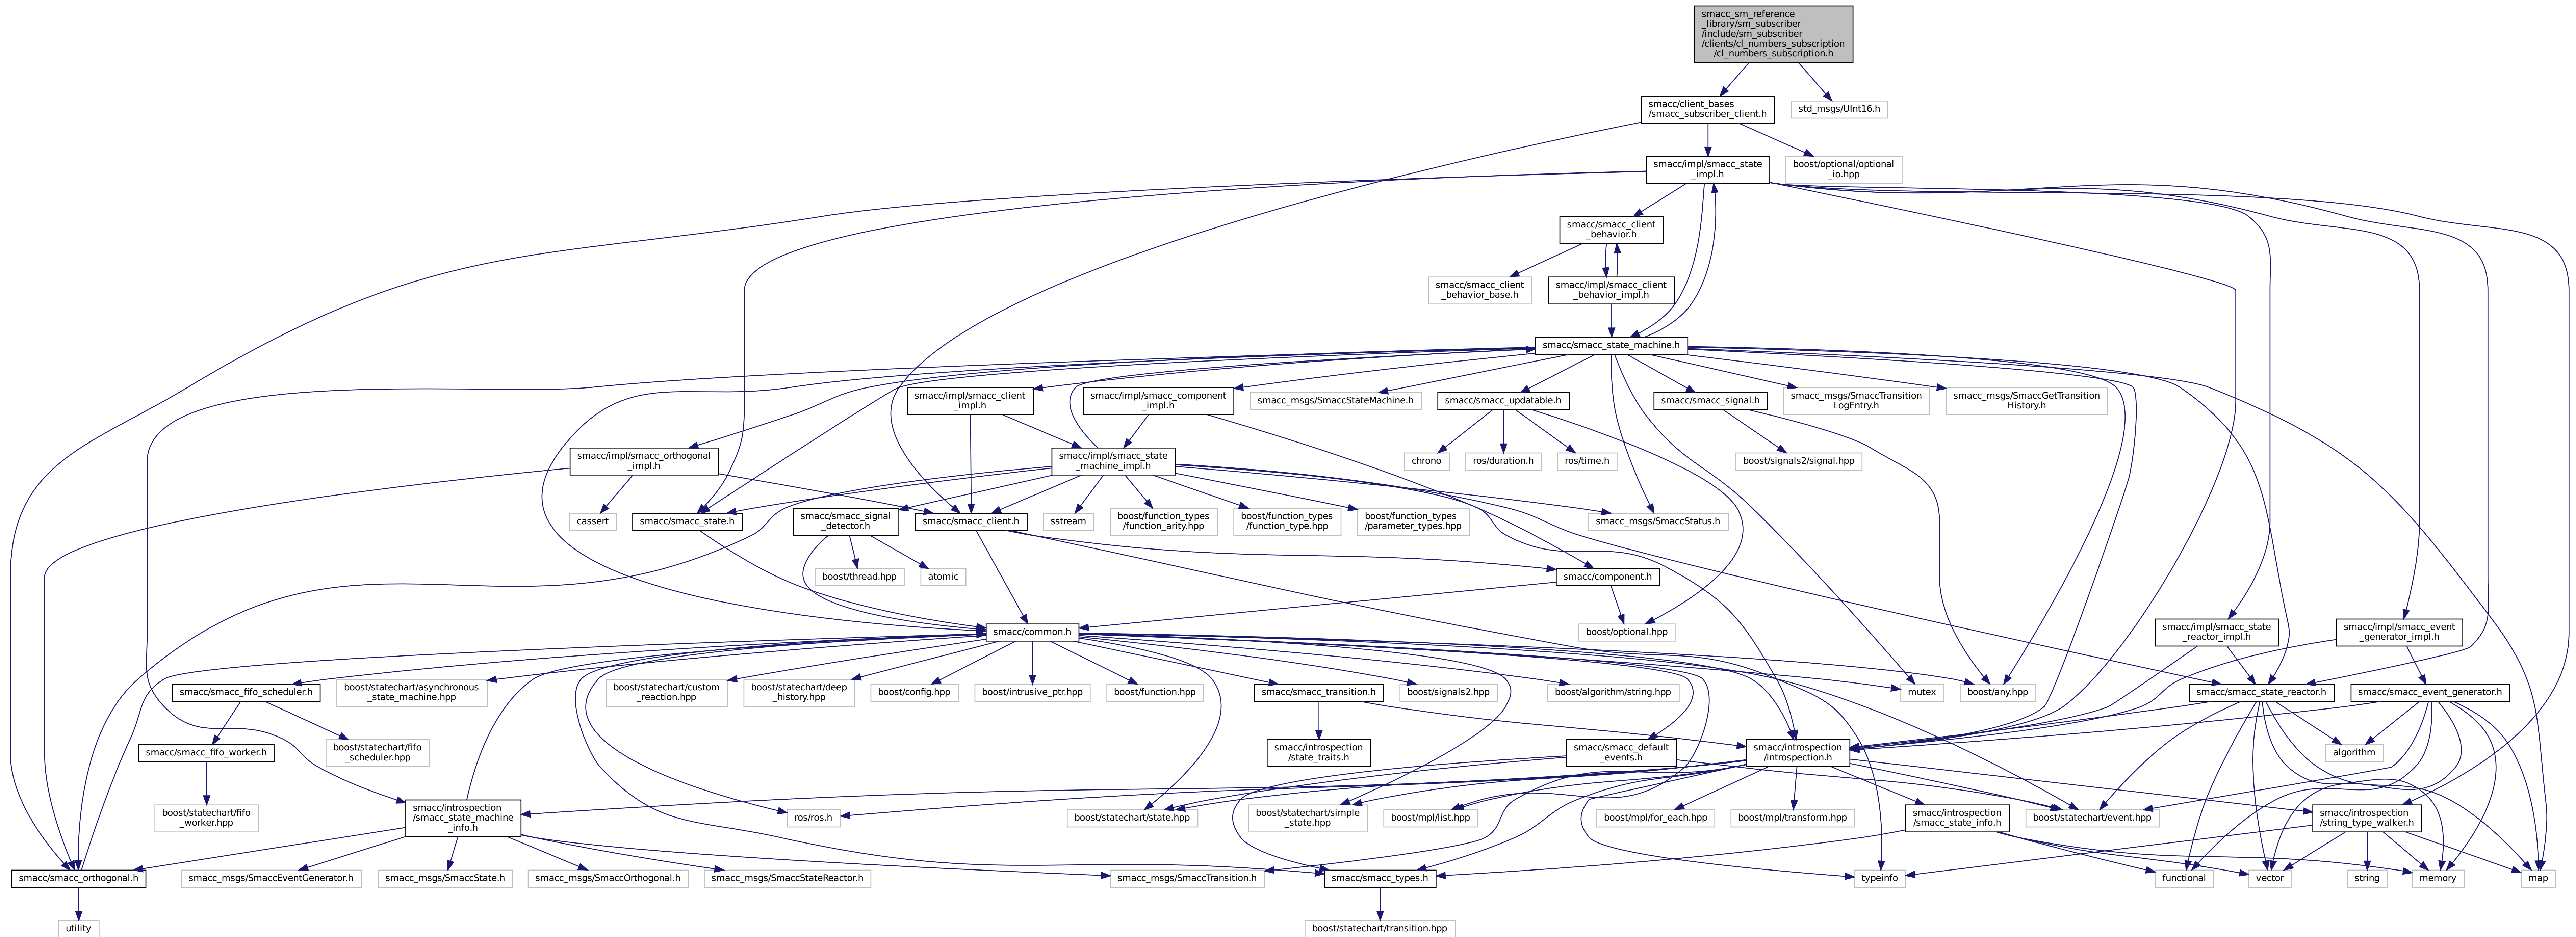 smacc_sm_reference
_library/sm_subscriber
/include/sm_subscriber
/clients/cl_numbers_subscription
/cl_numbers_subscription.h
smacc/client_bases
/smacc_subscriber_client.h
std_msgs/UInt16.h
smacc/impl/smacc_state
_impl.h
boost/optional/optional
_io.hpp
smacc/smacc_client
_behavior.h
smacc/smacc_client
_behavior_base.h
smacc/impl/smacc_client
_behavior_impl.h
smacc/smacc_state_machine.h
smacc/impl/smacc_client
_impl.h
smacc/impl/smacc_component
_impl.h
smacc_msgs/SmaccStateMachine.h
smacc/smacc_updatable.h
smacc/smacc_signal.h
smacc_msgs/SmaccTransition
LogEntry.h
smacc_msgs/SmaccGetTransition
History.h
smacc/impl/smacc_orthogonal
_impl.h
smacc/impl/smacc_state
_machine_impl.h
chrono
ros/duration.h
ros/time.h
boost/signals2/signal.hpp
cassert
smacc/smacc_state.h
smacc/smacc_signal
_detector.h
smacc/smacc_client.h
sstream
boost/function_types
/function_arity.hpp
boost/function_types
/function_type.hpp
boost/function_types
/parameter_types.hpp
smacc_msgs/SmaccStatus.h
boost/thread.hpp
atomic
smacc/component.h
smacc/common.h
boost/optional.hpp
smacc/impl/smacc_state
_reactor_impl.h
smacc/impl/smacc_event
_generator_impl.h
smacc/smacc_fifo_scheduler.h
boost/statechart/asynchronous
_state_machine.hpp
boost/statechart/custom
_reaction.hpp
boost/statechart/deep
_history.hpp
boost/config.hpp
boost/intrusive_ptr.hpp
boost/function.hpp
smacc/smacc_transition.h
boost/signals2.hpp
boost/algorithm/string.hpp
mutex
boost/any.hpp
smacc/smacc_state_reactor.h
smacc/smacc_event_generator.h
smacc/smacc_fifo_worker.h
boost/statechart/fifo
_scheduler.hpp
smacc/introspection
/state_traits.h
smacc/smacc_default
_events.h
smacc/introspection
/introspection.h
algorithm
boost/statechart/fifo
_worker.hpp
smacc/introspection
/smacc_state_machine
_info.h
ros/ros.h
boost/statechart/state.hpp
boost/statechart/simple
_state.hpp
boost/mpl/list.hpp
boost/mpl/for_each.hpp
boost/mpl/transform.hpp
smacc/introspection
/smacc_state_info.h
boost/statechart/event.hpp
smacc/introspection
/string_type_walker.h
smacc/smacc_orthogonal.h
smacc_msgs/SmaccEventGenerator.h
smacc_msgs/SmaccState.h
smacc_msgs/SmaccOrthogonal.h
smacc_msgs/SmaccStateReactor.h
smacc_msgs/SmaccTransition.h
smacc/smacc_types.h
typeinfo
functional
vector
string
memory
map
utility
boost/statechart/transition.hpp